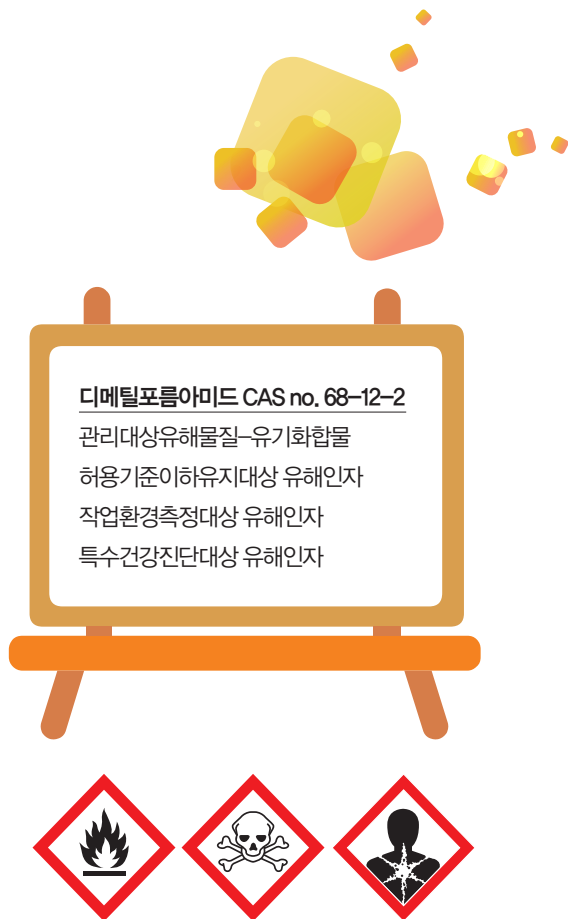 디메틸포름아미드 CAS no. 68-12-2
관리대상유해물질-유기화합물
허용기준이하유지대상 유해인자
작업환경측정대상 유해인자
특수건강진단대상 유해인자